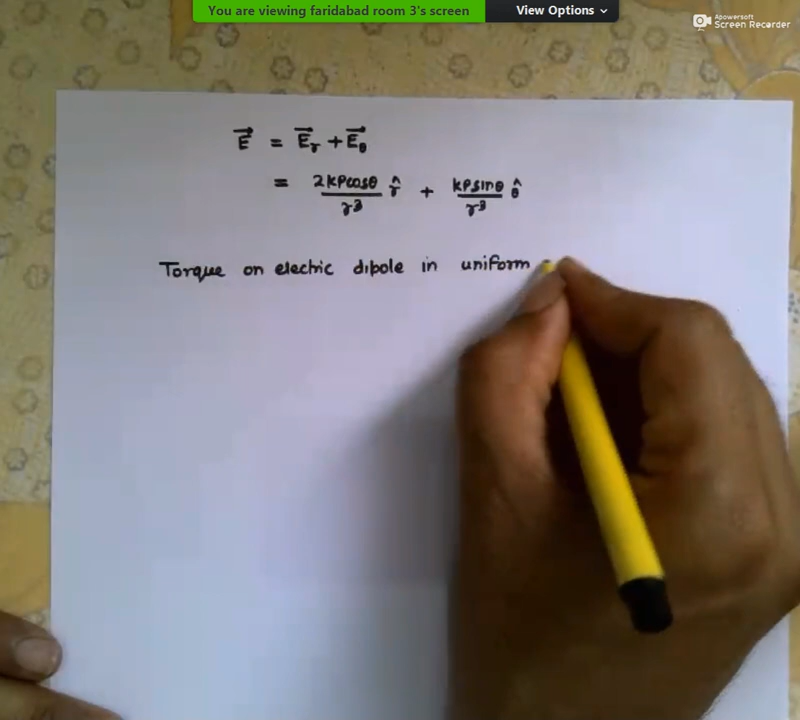 You are viewing faridabad room 3's screen View Options
Apowersoft
Screen Recorder
E⃗ = E⃗r + E⃗θ
= 2kPcosθ/r³ r̂ + kPsinθ/r³ θ̂
Torque on electric dipole in uniform